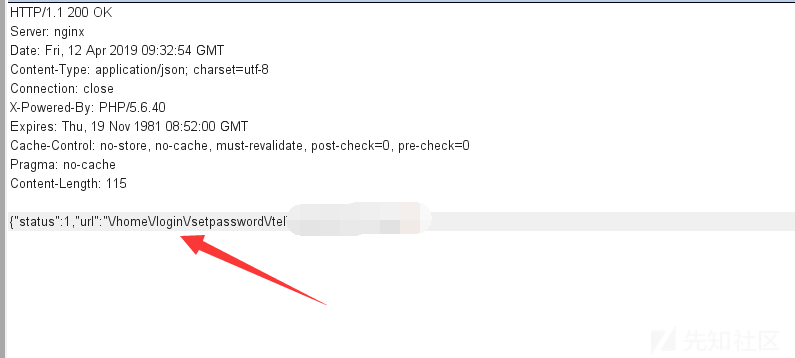 HTTP/1.1 200 OK
Server: nginx
Date: Fri, 12 Apr 2019 09:32:54 GMT
Content-Type: application/json; charset=utf-8
Connection: close
X-Powered-By: PHP/5.6.40
Expires: Thu, 19 Nov 1981 08:52:00 GMT
Cache-Control: no-store, no-cache, must-revalidate, post-check=0, pre-check=0
Pragma: no-cache
Content-Length: 115
{"status":1,"url":"\/home\/login\/setpassword\/tel\
先知社区